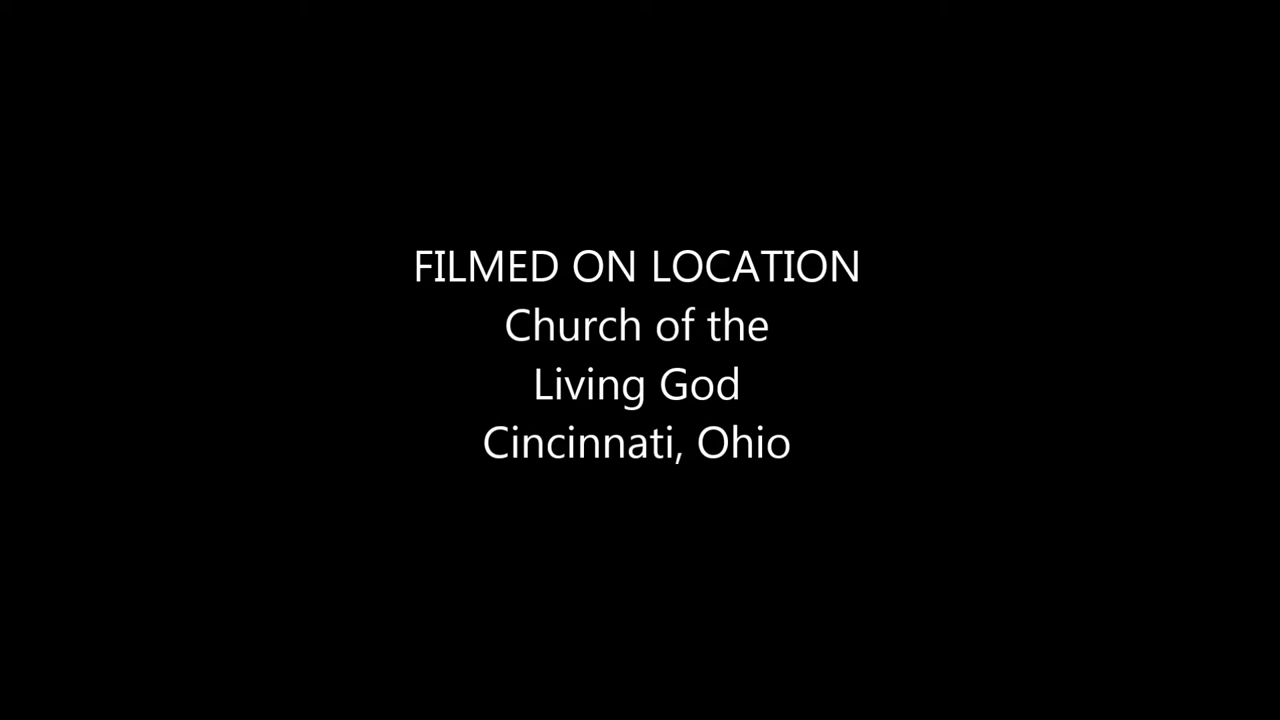 FILMED ON LOCATION
Church of the
Living God
Cincinnati, Ohio